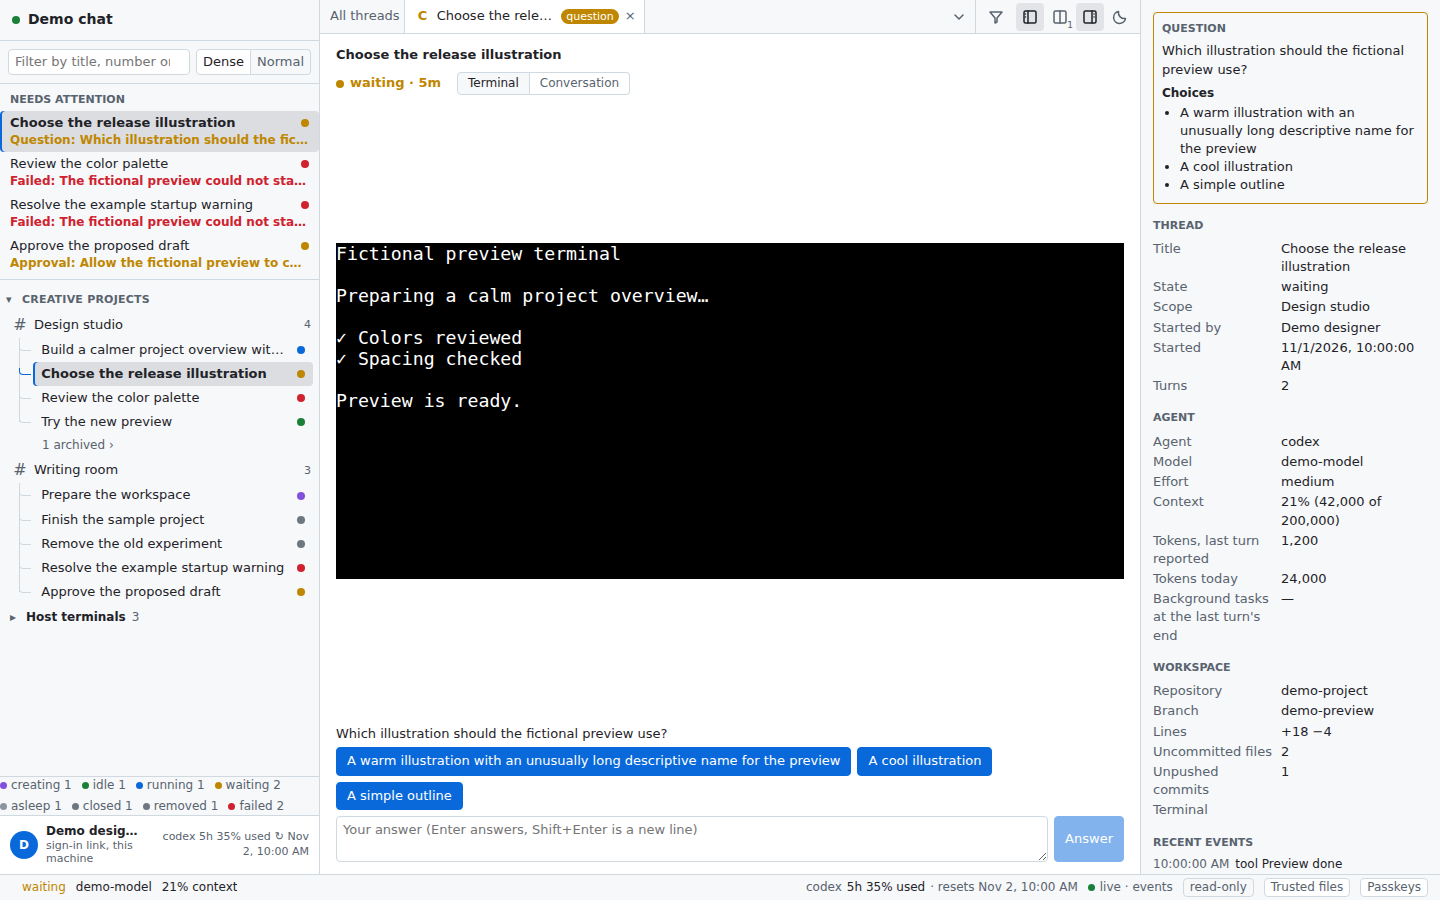 Demo chat
Filter by title, number or
Dense
Normal
NEEDS ATTENTION
Choose the release illustration
Question: Which illustration should the fic…
Review the color palette
Failed: The fictional preview could not sta…
Resolve the example startup warning
Failed: The fictional preview could not sta…
Approve the proposed draft
Approval: Allow the fictional preview to c…
▾ CREATIVE PROJECTS
# Design studio 4
Build a calmer project overview wit…
Choose the release illustration
Review the color palette
Try the new preview
1 archived ›
# Writing room 3
Prepare the workspace
Finish the sample project
Remove the old experiment
Resolve the example startup warning
Approve the proposed draft
▸ Host terminals 3
creating 1 idle 1 running 1 waiting 2
asleep 1 closed 1 removed 1 failed 2
D
Demo desig…
sign-in link, this
machine
codex 5h 35% used ↻ Nov
2, 10:00 AM
All threads
C Choose the rele… question ×
1
Choose the release illustration
waiting · 5m
Terminal
Conversation
Fictional preview terminal
Preparing a calm project overview…
✓ Colors reviewed
✓ Spacing checked
Preview is ready.
Which illustration should the fictional preview use?
A warm illustration with an unusually long descriptive name for the preview
A cool illustration
A simple outline
Your answer (Enter answers, Shift+Enter is a new line)
Answer
QUESTION
Which illustration should the fictional
preview use?
Choices
• A warm illustration with an
unusually long descriptive name for
the preview
• A cool illustration
• A simple outline
THREAD
Title Choose the release
illustration
State waiting
Scope Design studio
Started by Demo designer
Started 11/1/2026, 10:00:00
AM
Turns 2
AGENT
Agent codex
Model demo-model
Effort medium
Context 21% (42,000 of
200,000)
Tokens, last turn 1,200
reported
Tokens today 24,000
Background tasks —
at the last turn's
end
WORKSPACE
Repository demo-project
Branch demo-preview
Lines +18 −4
Uncommitted files 2
Unpushed 1
commits
Terminal
RECENT EVENTS
10:00:00 AM tool Preview done
waiting demo-model 21% context
codex 5h 35% used · resets Nov 2, 10:00 AM live · events read-only Trusted files Passkeys